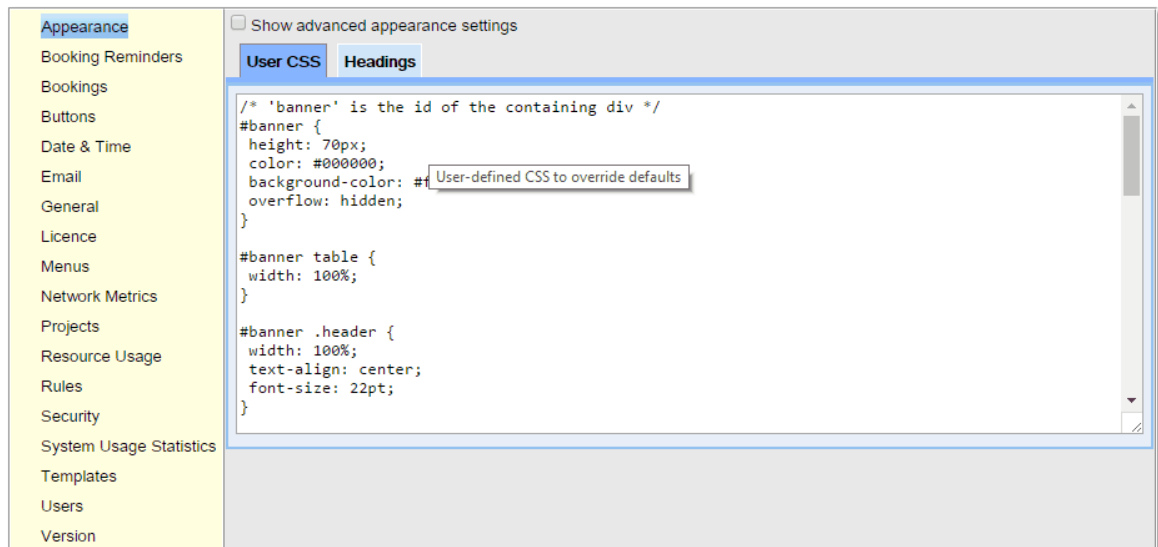 Appearance
Booking Reminders
Bookings
Buttons
Date & Time
Email
General
Licence
Menus
Network Metrics
Projects
Resource Usage
Rules
Security
System Usage Statistics
Templates
Users
Version
Show advanced appearance settings
User CSS Headings
/* 'banner' is the id of the containing div */
#banner {
height: 70px;
color: #000000;
background-color: #f
User-defined CSS to override defaults
overflow: hidden;
}
#banner table {
width: 100%;
}
#banner .header {
width: 100%;
text-align: center;
font-size: 22pt;
}